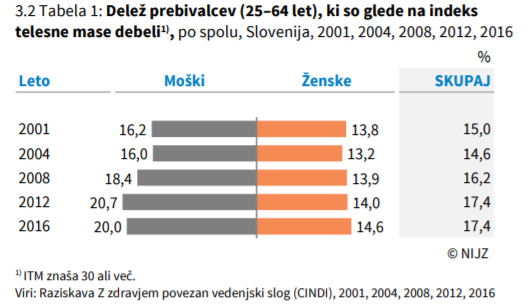 3.2 Tabela 1: Delež prebivalcev (25–64 let), ki so glede na indeks
telesne mase debeli¹⁾, po spolu, Slovenija, 2001, 2004, 2008, 2012, 2016
%
Leto Moški Ženske SKUPAJ
2001 16,2 13,8 15,0
2004 16,0 13,2 14,6
2008 18,4 13,9 16,2
2012 20,7 14,0 17,4
2016 20,0 14,6 17,4
© NIJZ
¹⁾ ITM znaša 30 ali več.
Viri: Raziskava Z zdravjem povezan vedenjski slog (CINDI), 2001, 2004, 2008, 2012, 2016